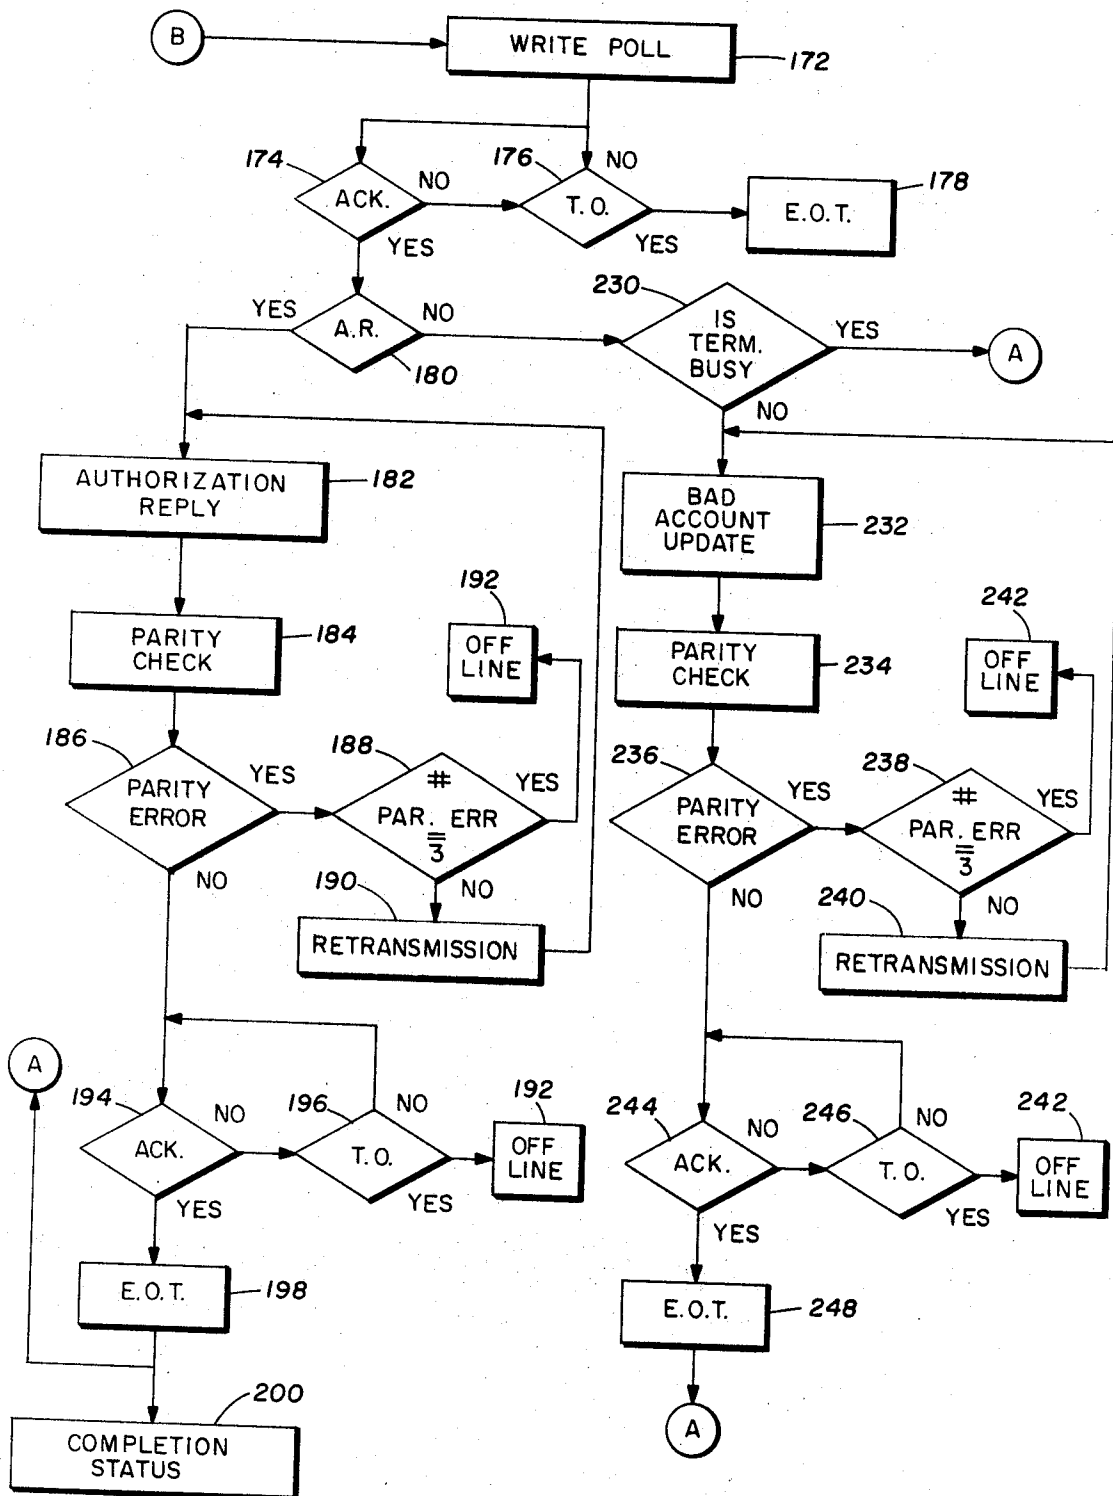 B
WRITE POLL
172
174
ACK.
NO
YES
176
NO
T.O.
YES
178
E.O.T.
YES
A.R.
NO
180
230
IS
TERM.
BUSY
YES
NO
A
AUTHORIZATION
REPLY
182
BAD
ACCOUNT
UPDATE
232
PARITY
CHECK
184
192
OFF
LINE
PARITY
CHECK
234
242
OFF
LINE
186
PARITY
ERROR
YES
NO
188
#
PAR. ERR
=
3
YES
NO
190
RETRANSMISSION
236
PARITY
ERROR
YES
NO
238
#
PAR. ERR
=
3
YES
NO
240
RETRANSMISSION
A
194
ACK.
NO
YES
196
T.O.
NO
YES
192
OFF
LINE
244
ACK.
NO
YES
246
T.O.
NO
YES
242
OFF
LINE
E.O.T.
198
E.O.T.
248
200
COMPLETION
STATUS
A